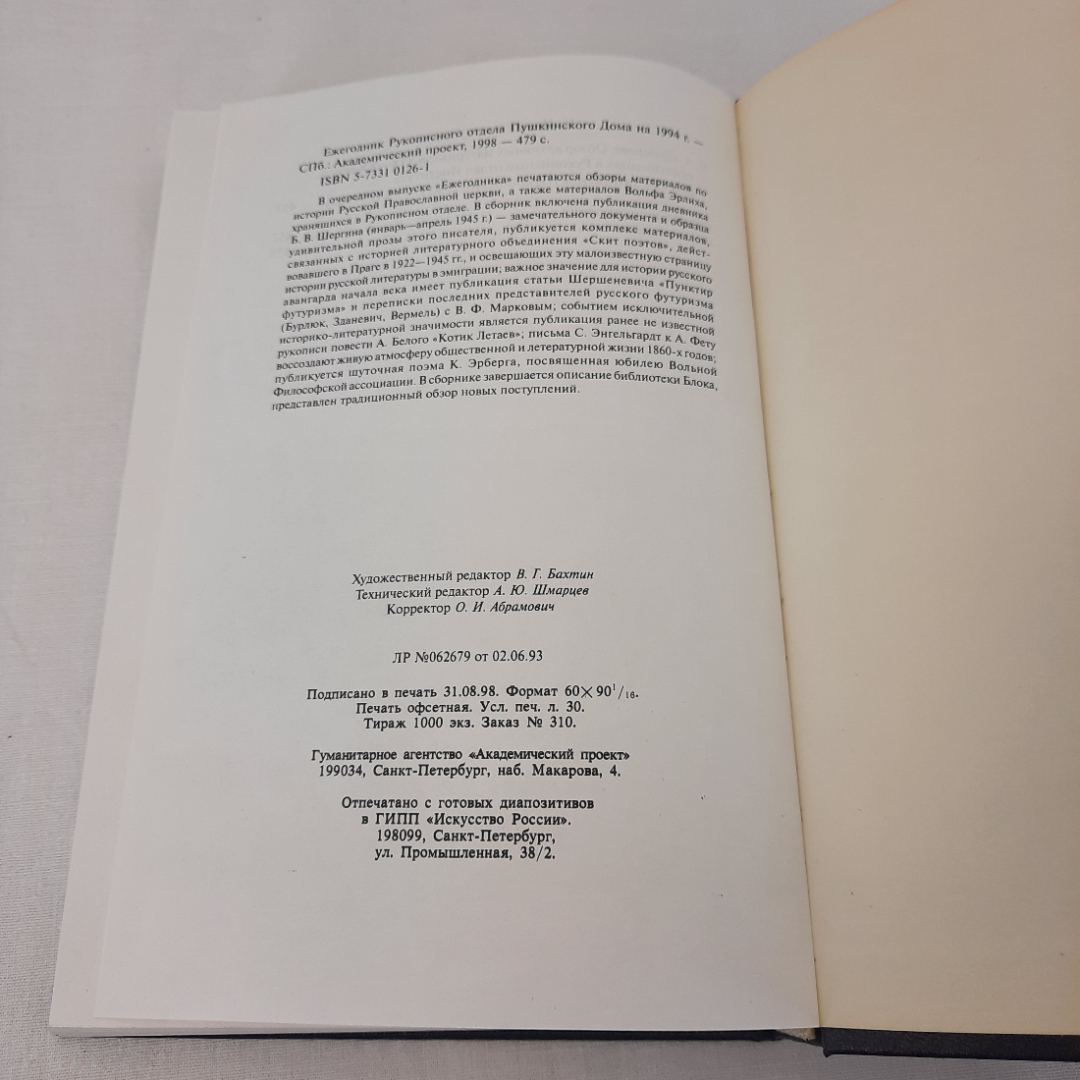 Ежегодник Рукописного отдела Пушкинского Дома на 1994 г. —
СПб.: Академический проект, 1998 — 479 с.
ISBN 5-7331 0126-1
В очередном выпуске «Ежегодника» печатаются обзоры материалов по
истории Русской Православной церкви, а также материалов Вольфа Эрлиха,
хранящихся в Рукописном отделе. В сборник включена публикация дневника
Б. В. Шергина (январь—апрель 1945 г.) — замечательного документа и образца
удивительной прозы этого писателя, публикуется комплекс материалов,
связанных с историей литературного объединения «Скит поэтов», дейст-
вовавшего в Праге в 1922—1945 гг., и освещающих эту малоизвестную страницу
истории русской литературы в эмиграции; важное значение для истории русского
авангарда начала века имеет публикация статьи Шершеневича «Пунктир
футуризма» и переписки последних представителей русского футуризма
(Бурлюк, Зданевич, Вермель) с В. Ф. Марковым; событием исключительной
историко-литературной значимости является публикация ранее не известной
рукописи повести А. Белого «Котик Летаев»; письма С. Энгельгардт к А. Фету
воссоздают живую атмосферу общественной и летературной жизни 1860-х годов;
публикуется шуточная поэма К. Эрберга, посвященная юбилею Вольной
Философской ассоциации. В сборнике завершается описание библиотеки Блока,
представлен традиционный обзор новых поступлений.
Художественный редактор В. Г. Бахтин
Технический редактор А. Ю. Шмарцев
Корректор О. И. Абрамович
ЛР №062679 от 02.06.93
Подписано в печать 31.08.98. Формат 60×90¹/₁₆.
Печать офсетная. Усл. печ. л. 30.
Тираж 1000 экз. Заказ № 310.
Гуманитарное агентство «Академический проект»
199034, Санкт-Петербург, наб. Макарова, 4.
Отпечатано с готовых диапозитивов
в ГИПП «Искусство России».
198099, Санкт-Петербург,
ул. Промышленная, 38/2.